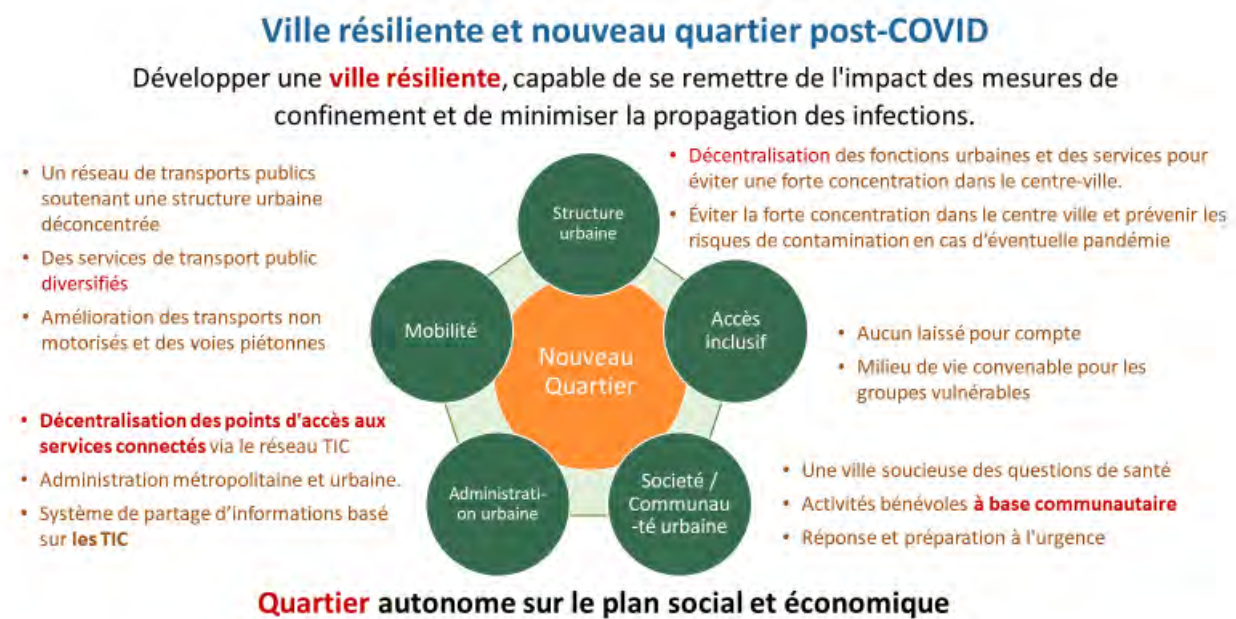 Ville résiliente et nouveau quartier post-COVID
Développer une ville résiliente, capable de se remettre de l'impact des mesures de
confinement et de minimiser la propagation des infections.
• Un réseau de transports publics
soutenant une structure urbaine
déconcentrée
• Des services de transport public
diversifiés
• Amélioration des transports non
motorisés et des voies piétonnes
• Décentralisation des points d'accès aux
services connectés via le réseau TIC
• Administration métropolitaine et urbaine.
• Système de partage d'informations basé
sur les TIC
Structure
urbaine
Mobilité
Accès
inclusif
Nouveau
Quartier
Administrati-
on urbaine
Societé /
Communau
-té urbaine
• Décentralisation des fonctions urbaines et des services pour
éviter une forte concentration dans le centre-ville.
• Éviter la forte concentration dans le centre ville et prévenir les
risques de contamination en cas d'éventuelle pandémie
• Aucun laissé pour compte
• Milieu de vie convenable pour les
groupes vulnérables
• Une ville soucieuse des questions de santé
• Activités bénévoles à base communautaire
• Réponse et préparation à l'urgence
Quartier autonome sur le plan social et économique